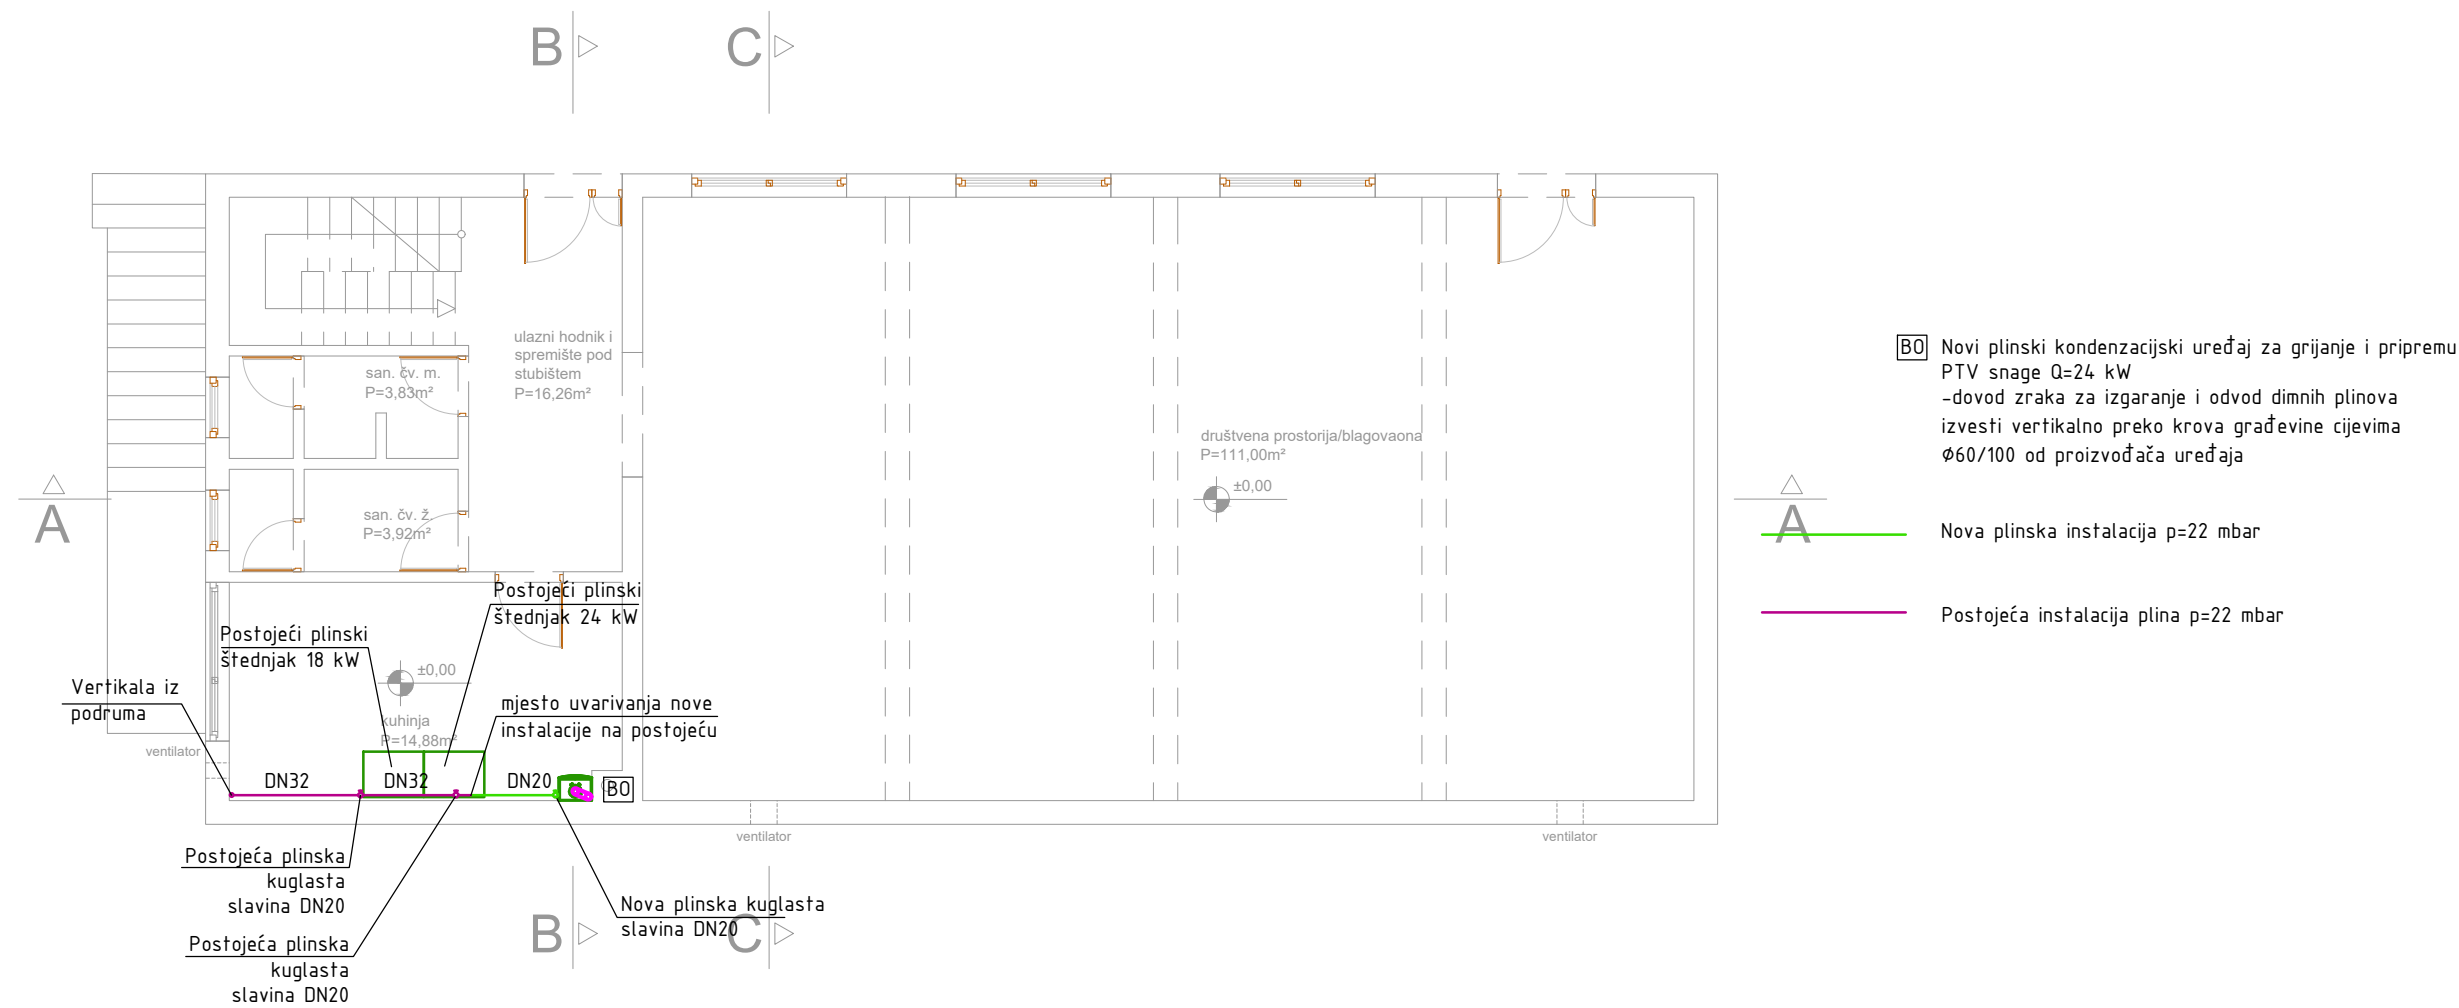 B
C
ulazni hodnik i
spremište pod
stubištem
P=16,26m²
san. čv. m.
P=3,83m²
san. čv. ž.
P=3,92m²
društvena prostorija/blagovaona
P=111,00m²
±0,00
A
A
BO
Novi plinski kondenzacijski uređaj za grijanje i pripremu
PTV snage Q=24 kW
-dovod zraka za izgaranje i odvod dimnih plinova
izvesti vertikalno preko krova građevine cijevima
Ø60/100 od proizvođača uređaja
Nova plinska instalacija p=22 mbar
Postojeća instalacija plina p=22 mbar
Postojeći plinski
štednjak 24 kW
Postojeći plinski
štednjak 18 kW
±0,00
Vertikala iz
podruma
mjesto uvarivanja nove
instalacije na postojeću
kuhinja
P=14,88m²
ventilator
DN32
DN32
DN20
BO
ventilator
ventilator
Postojeća plinska
kuglasta
slavina DN20
Nova plinska kuglasta
slavina DN20
Postojeća plinska
kuglasta
slavina DN20
B
C